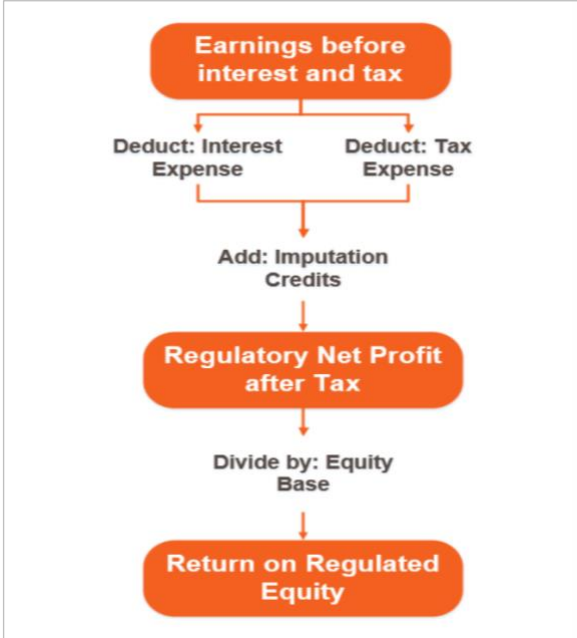 Earnings before
interest and tax
Deduct: Interest
Expense
Deduct: Tax
Expense
Add: Imputation
Credits
Regulatory Net Profit
after Tax
Divide by: Equity
Base
Return on Regulated
Equity